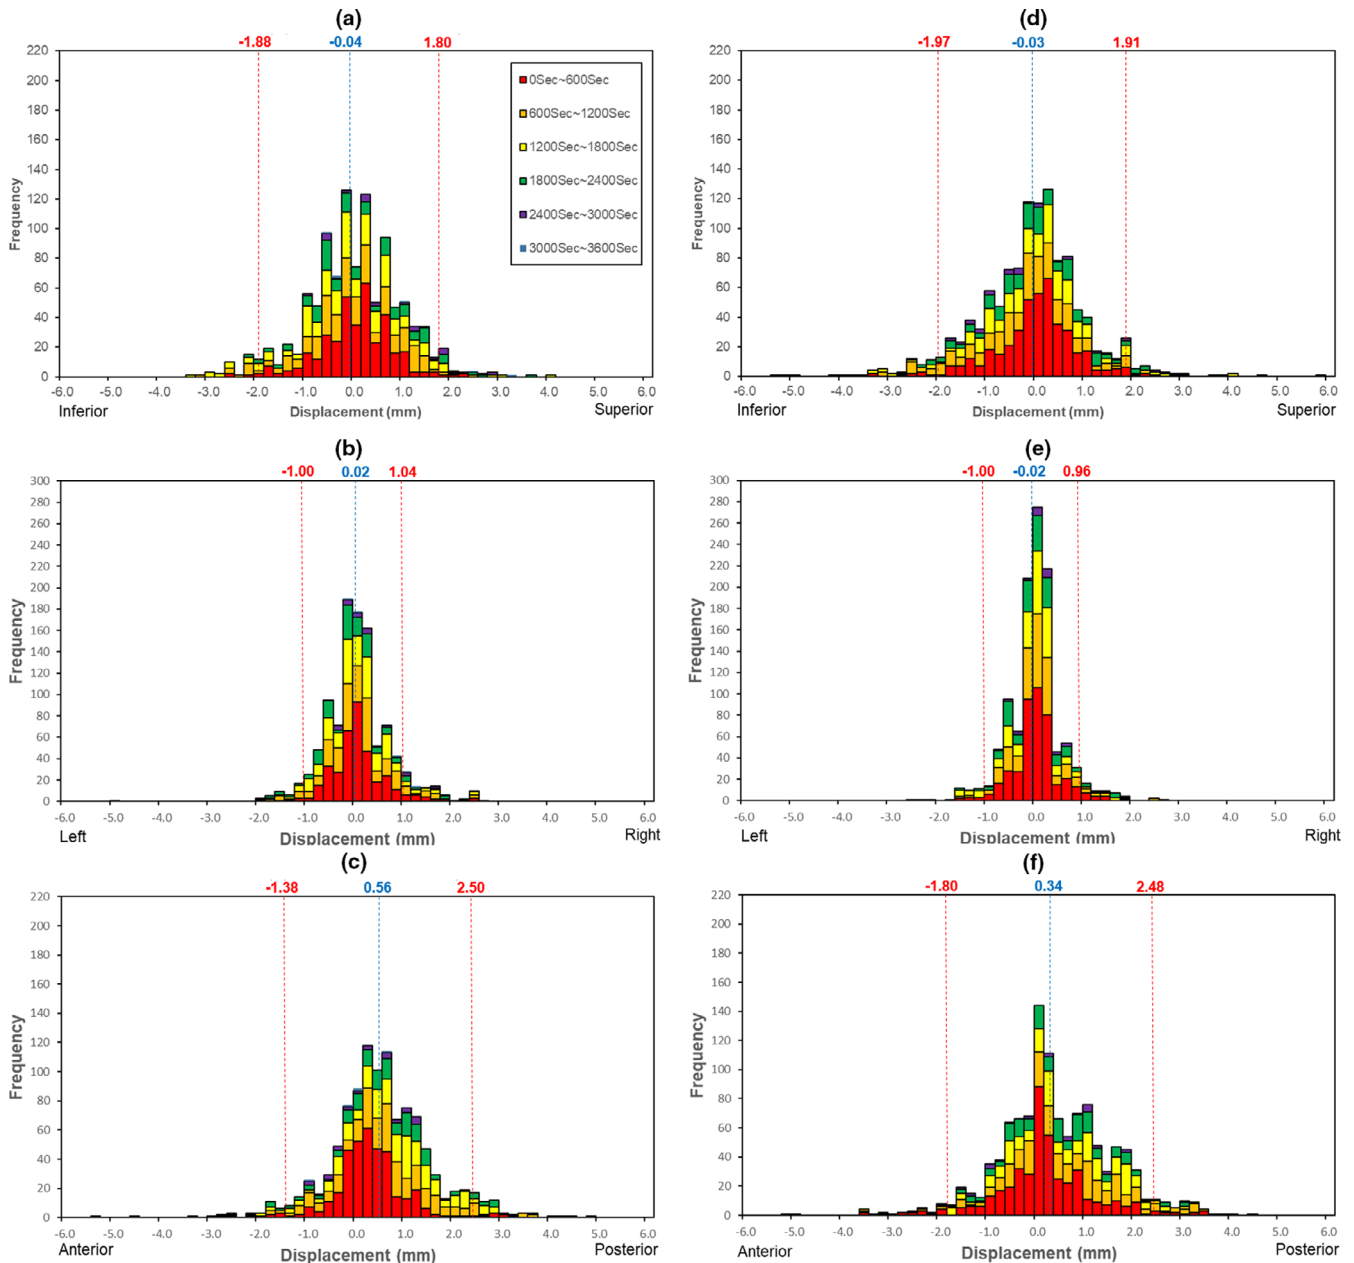 (a)
-1.88 -0.04 1.80
220
200
180
160
140
120
100
80
60
40
20
0
Frequency
0Sec~600Sec
600Sec~1200Sec
1200Sec~1800Sec
1800Sec~2400Sec
2400Sec~3000Sec
3000Sec~3600Sec
-6.0 -5.0 -4.0 -3.0 -2.0 -1.0 0.0 1.0 2.0 3.0 4.0 5.0 6.0
Inferior Displacement (mm) Superior
(d)
-1.97 -0.03 1.91
220
200
180
160
140
120
100
80
60
40
20
0
Frequency
-6.0 -5.0 -4.0 -3.0 -2.0 -1.0 0.0 1.0 2.0 3.0 4.0 5.0 6.0
Inferior Displacement (mm) Superior
(b)
-1.00 0.02 1.04
300
280
260
240
220
200
180
160
140
120
100
80
60
40
20
0
Frequency
-6.0 -5.0 -4.0 -3.0 -2.0 -1.0 0.0 1.0 2.0 3.0 4.0 5.0 6.0
Left Displacement (mm) Right
(e)
-1.00 -0.02 0.96
300
280
260
240
220
200
180
160
140
120
100
80
60
40
20
0
Frequency
-6.0 -5.0 -4.0 -3.0 -2.0 -1.0 0.0 1.0 2.0 3.0 4.0 5.0 6.0
Left Displacement (mm) Right
(c)
-1.38 0.56 2.50
220
200
180
160
140
120
100
80
60
40
20
0
Frequency
-6.0 -5.0 -4.0 -3.0 -2.0 -1.0 0.0 1.0 2.0 3.0 4.0 5.0 6.0
Anterior Displacement (mm) Posterior
(f)
-1.80 0.34 2.48
220
200
180
160
140
120
100
80
60
40
20
0
Frequency
-6.0 -5.0 -4.0 -3.0 -2.0 -1.0 0.0 1.0 2.0 3.0 4.0 5.0 6.0
Anterior Displacement (mm) Posterior